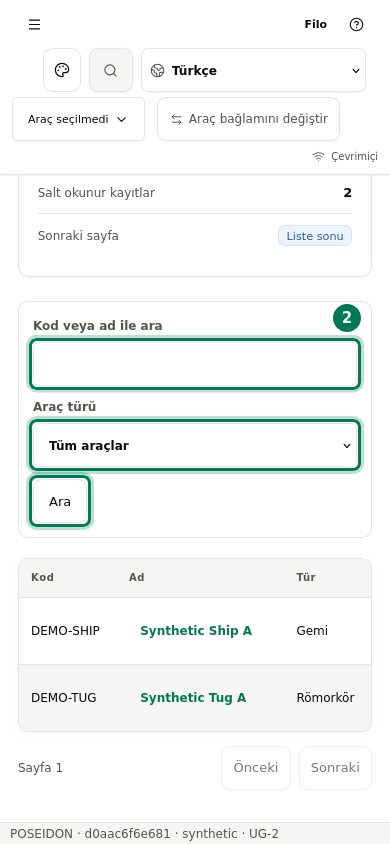 Filo
Türkçe
Araç seçilmedi
Araç bağlamını değiştir
Çevrimiçi
Salt okunur kayıtlar 2
Sonraki sayfa Liste sonu
2
Kod veya ad ile ara
Araç türü
Tüm araçlar
Ara
Kod Ad Tür
DEMO-SHIP Synthetic Ship A Gemi
DEMO-TUG Synthetic Tug A Römorkör
Sayfa 1 Önceki Sonraki
POSEIDON · d0aac6f6e681 · synthetic · UG-2